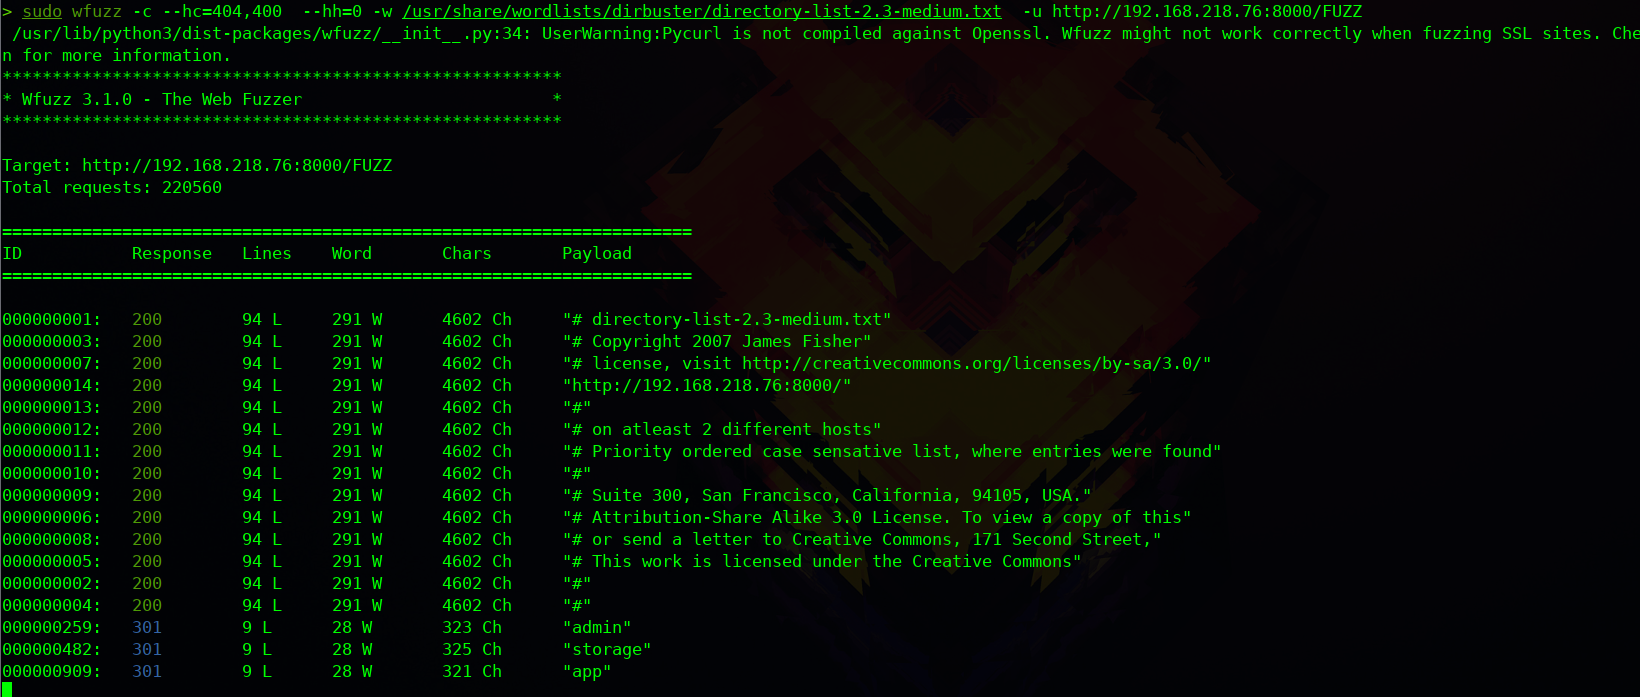 > sudo wfuzz -c --hc=404,400  --hh=0 -w /usr/share/wordlists/dirbuster/directory-list-2.3-medium.txt  -u http://192.168.218.76:8000/FUZZ
 /usr/lib/python3/dist-packages/wfuzz/__init__.py:34: UserWarning:Pycurl is not compiled against Openssl. Wfuzz might not work correctly when fuzzing SSL sites. Che
n for more information.
********************************************************
* Wfuzz 3.1.0 - The Web Fuzzer                         *
********************************************************
Target: http://192.168.218.76:8000/FUZZ
Total requests: 220560
=====================================================================
ID           Response   Lines    Word       Chars       Payload
=====================================================================
000000001:   200        94 L     291 W      4602 Ch     "# directory-list-2.3-medium.txt"
000000003:   200        94 L     291 W      4602 Ch     "# Copyright 2007 James Fisher"
000000007:   200        94 L     291 W      4602 Ch     "# license, visit http://creativecommons.org/licenses/by-sa/3.0/"
000000014:   200        94 L     291 W      4602 Ch     "http://192.168.218.76:8000/"
000000013:   200        94 L     291 W      4602 Ch     "#"
000000012:   200        94 L     291 W      4602 Ch     "# on atleast 2 different hosts"
000000011:   200        94 L     291 W      4602 Ch     "# Priority ordered case sensative list, where entries were found"
000000010:   200        94 L     291 W      4602 Ch     "#"
000000009:   200        94 L     291 W      4602 Ch     "# Suite 300, San Francisco, California, 94105, USA."
000000006:   200        94 L     291 W      4602 Ch     "# Attribution-Share Alike 3.0 License. To view a copy of this"
000000008:   200        94 L     291 W      4602 Ch     "# or send a letter to Creative Commons, 171 Second Street,"
000000005:   200        94 L     291 W      4602 Ch     "# This work is licensed under the Creative Commons"
000000002:   200        94 L     291 W      4602 Ch     "#"
000000004:   200        94 L     291 W      4602 Ch     "#"
000000259:   301        9 L      28 W       323 Ch      "admin"
000000482:   301        9 L      28 W       325 Ch      "storage"
000000909:   301        9 L      28 W       321 Ch      "app"